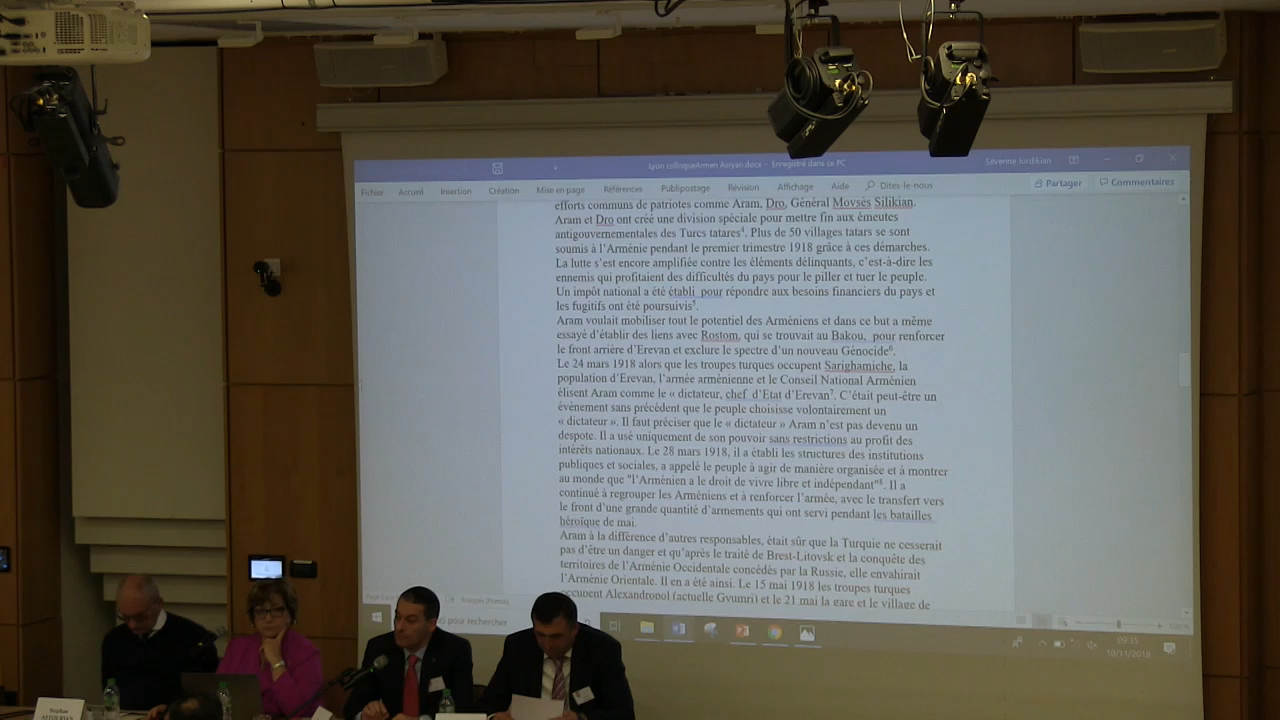 Lyon colloqueArmen Asryan.docx - Enregistré dans ce PC
Séverine Jurdikian
Fichier Accueil Insertion Création Mise en page Références Publipostage Révision Affichage Aide Dites-le-nous Partager Commentaires
efforts communs de patriotes comme Aram, Dro, Général Movsès Silikian.
Aram et Dro ont créé une division spéciale pour mettre fin aux émeutes
antigouvernementales des Turcs tatares⁴. Plus de 50 villages tatars se sont
soumis à l'Arménie pendant le premier trimestre 1918 grâce à ces démarches.
La lutte s'est encore amplifiée contre les éléments délinquants, c'est-à-dire les
ennemis qui profitaient des difficultés du pays pour le piller et tuer le peuple.
Un impôt national a été établi pour répondre aux besoins financiers du pays et
les fugitifs ont été poursuivis⁵.
Aram voulait mobiliser tout le potentiel des Arméniens et dans ce but a même
essayé d'établir des liens avec Rostom, qui se trouvait au Bakou, pour renforcer
le front arrière d'Erevan et exclure le spectre d'un nouveau Génocide⁶.
Le 24 mars 1918 alors que les troupes turques occupent Sarighamiche, la
population d'Erevan, l'armée arménienne et le Conseil National Arménien
élisent Aram comme le « dictateur, chef d'Etat d'Erevan⁷. C'était peut-être un
événement sans précédent que le peuple choisisse volontairement un
« dictateur ». Il faut préciser que le « dictateur » Aram n'est pas devenu un
despote. Il a usé uniquement de son pouvoir sans restrictions au profit des
intérêts nationaux. Le 28 mars 1918, il a établi les structures des institutions
publiques et sociales, a appelé le peuple à agir de manière organisée et à montrer
au monde que "l'Arménien a le droit de vivre libre et indépendant"⁸. Il a
continué à regrouper les Arméniens et à renforcer l'armée, avec le transfert vers
le front d'une grande quantité d'armements qui ont servi pendant les batailles
héroïque de mai.
Aram à la différence d'autres responsables, était sûr que la Turquie ne cesserait
pas d'être un danger et qu'après le traité de Brest-Litovsk et la conquête des
territoires de l'Arménie Occidentale concédés par la Russie, elle envahirait
l'Arménie Orientale. Il en a été ainsi. Le 15 mai 1918 les troupes turques
occupent Alexandropol (actuelle Gyumri) et le 21 mai la gare et le village de
Français (France)
ici pour rechercher
09:35
10/11/2018
Stéphan